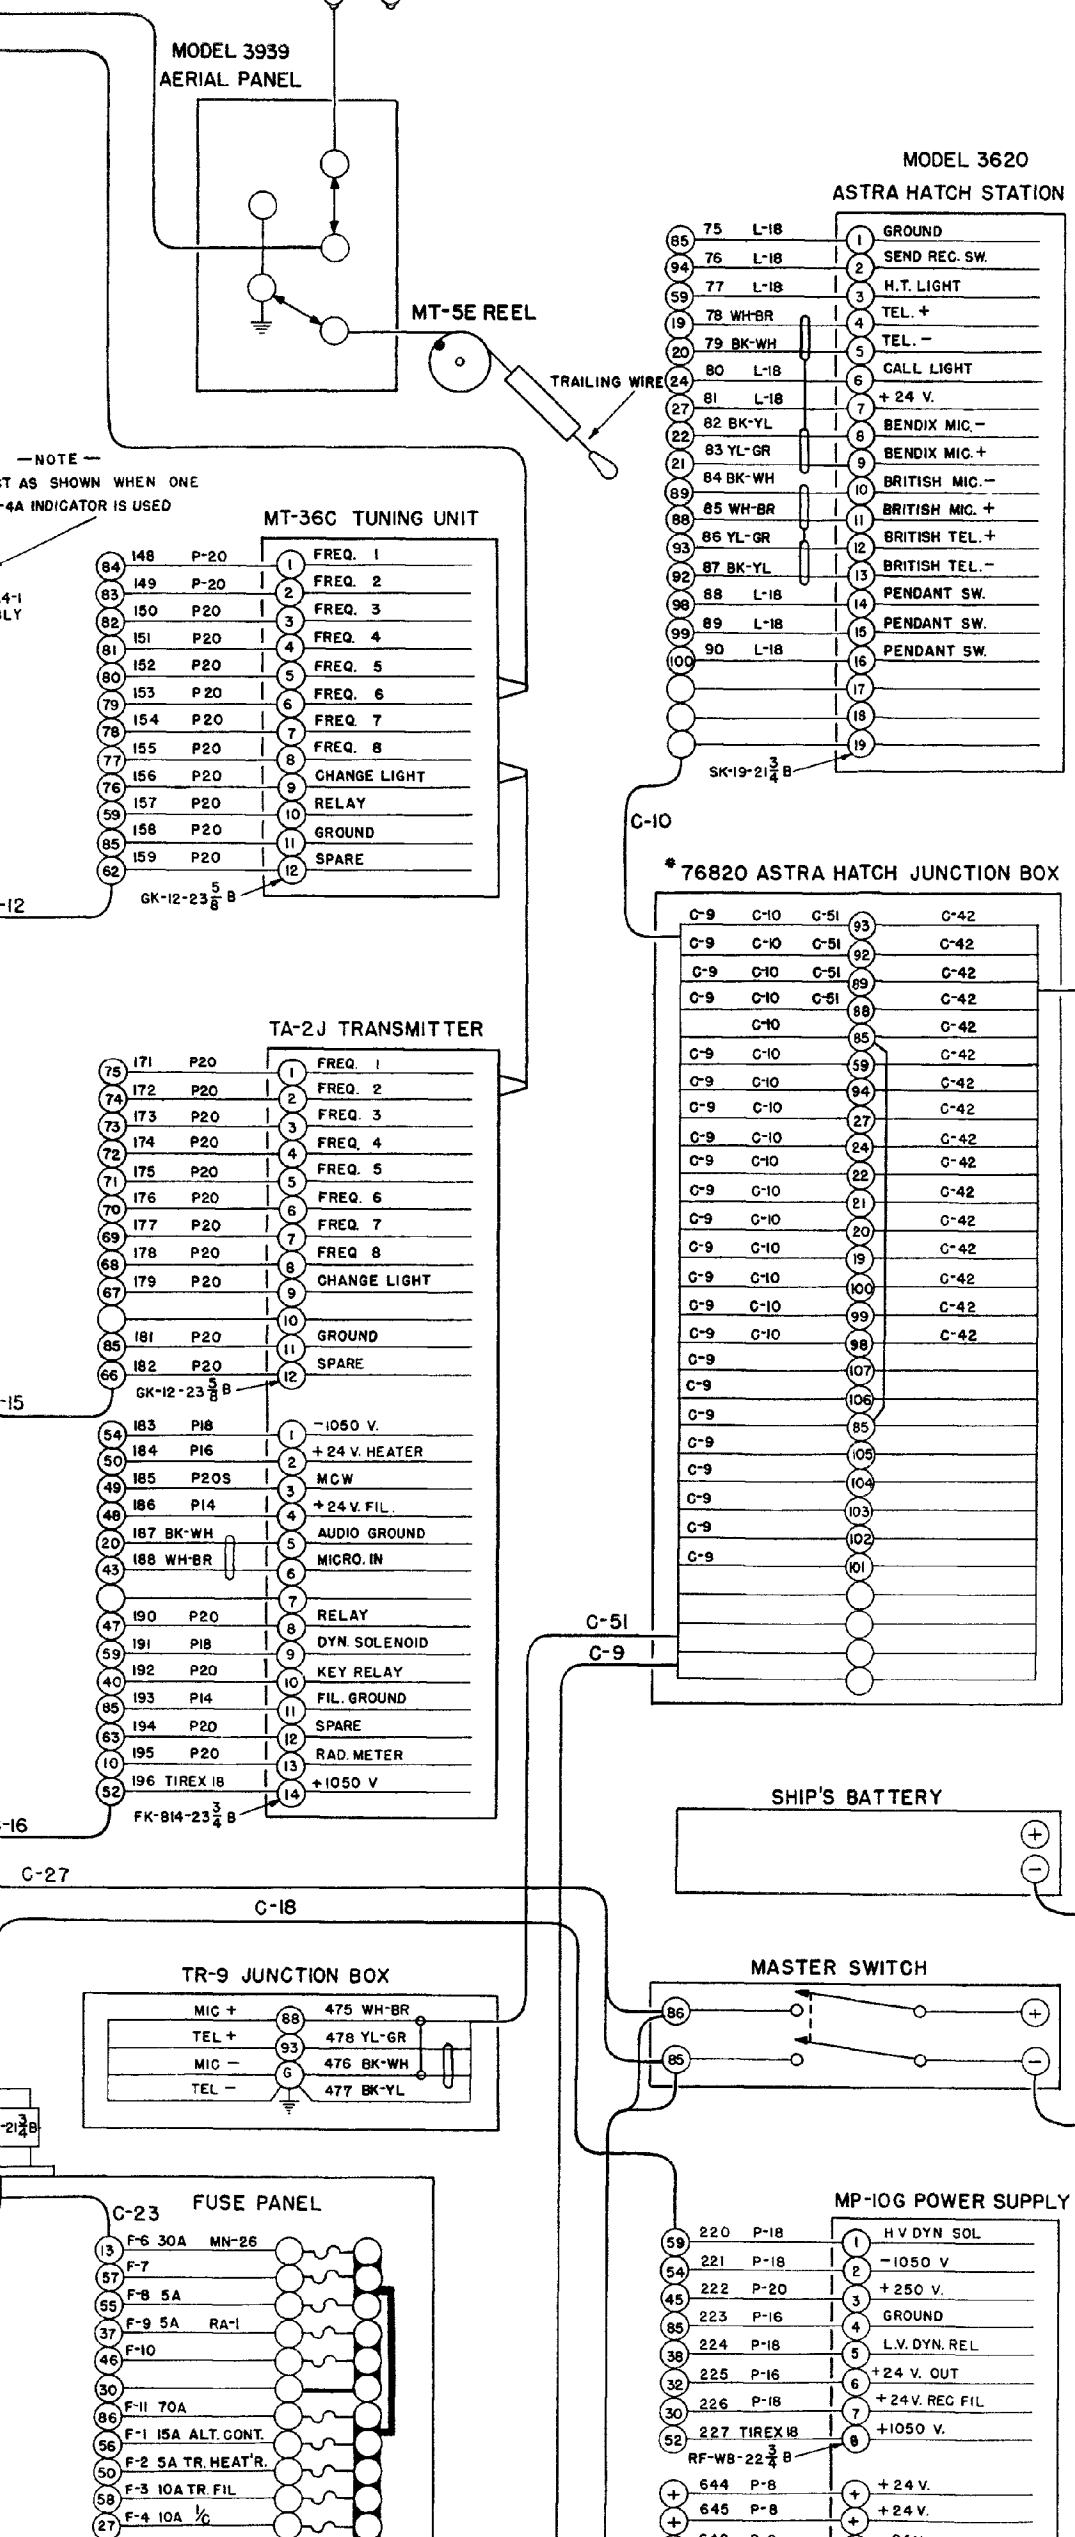 MODEL 3939
AERIAL PANEL
MT-5E REEL
TRAILING WIRE
MODEL 3620
ASTRA HATCH STATION
85 75 L-18 1 GROUND
94 76 L-18 2 SEND REC. SW.
59 77 L-18 3 H.T. LIGHT
19 78 WH-BR 4 TEL. +
20 79 BK-WH 5 TEL. -
24 80 L-18 6 CALL LIGHT
27 81 L-18 7 + 24 V.
22 82 BK-YL 8 BENDIX MIC. -
21 83 YL-GR 9 BENDIX MIC. +
89 84 BK-WH 10 BRITISH MIC. -
88 85 WH-BR 11 BRITISH MIC. +
93 86 YL-GR 12 BRITISH TEL. +
92 87 BK-YL 13 BRITISH TEL. -
98 88 L-18 14 PENDANT SW.
99 89 L-18 15 PENDANT SW.
100 90 L-18 16 PENDANT SW.
17
18
19
SK-19-21 3/4 B
C-10
— NOTE —
CT AS SHOWN WHEN ONE
-4A INDICATOR IS USED
4-1
BLY
MT-36C TUNING UNIT
84 148 P-20 1 FREQ. 1
83 149 P-20 2 FREQ. 2
82 150 P20 3 FREQ. 3
81 151 P20 4 FREQ. 4
80 152 P20 5 FREQ. 5
79 153 P20 6 FREQ. 6
78 154 P20 7 FREQ. 7
77 155 P20 8 FREQ. 8
76 156 P20 9 CHANGE LIGHT
59 157 P20 10 RELAY
85 158 P20 11 GROUND
62 159 P20 12 SPARE
GK-12-23 5/8 B
-12
* 76820 ASTRA HATCH JUNCTION BOX
C-9 C-10 C-51 93 C-42
C-9 C-10 C-51 92 C-42
C-9 C-10 C-51 89 C-42
C-9 C-10 C-51 88 C-42
C-10 85 C-42
C-9 C-10 59 C-42
C-9 C-10 94 C-42
C-9 C-10 27 C-42
C-9 C-10 24 C-42
C-9 C-10 22 C-42
C-9 C-10 21 C-42
C-9 C-10 20 C-42
C-9 C-10 19 C-42
C-9 C-10 100 C-42
C-9 C-10 99 C-42
C-9 C-10 98 C-42
C-9 107
C-9 106
C-9 85
C-9 105
C-9 104
C-9 103
C-9 102
C-9 101
C-51
C-9
TA-2J TRANSMITTER
75 171 P20 1 FREQ. 1
74 172 P20 2 FREQ. 2
73 173 P20 3 FREQ. 3
72 174 P20 4 FREQ. 4
71 175 P20 5 FREQ. 5
70 176 P20 6 FREQ. 6
69 177 P20 7 FREQ. 7
68 178 P20 8 FREQ 8
67 179 P20 9 CHANGE LIGHT
10
85 181 P20 11 GROUND
66 182 P20 12 SPARE
GK-12-23 5/8 B
-15
54 183 P18 1 -1050 V.
50 184 P16 2 +24 V. HEATER
49 185 P20S 3 MCW
48 186 P14 4 +24 V. FIL.
20 187 BK-WH 5 AUDIO GROUND
43 188 WH-BR 6 MICRO. IN
7
47 190 P20 8 RELAY
59 191 P18 9 DYN. SOLENOID
40 192 P20 10 KEY RELAY
85 193 P14 11 FIL. GROUND
63 194 P20 12 SPARE
10 195 P20 13 RAD. METER
52 196 TIREX 18 14 +1050 V
FK-814-23 3/4 B
-16
C-27
C-18
SHIP'S BATTERY
+
-
MASTER SWITCH
86 +
85 -
TR-9 JUNCTION BOX
MIC + 88 475 WH-BR
TEL + 93 478 YL-GR
MIC - G 476 BK-WH
TEL - 477 BK-YL
-21 3/4 B
FUSE PANEL
C-23
13 F-6 30A MN-26
57 F-7
55 F-8 5A
37 F-9 5A RA-1
46 F-10
30
86 F-11 70A
56 F-1 15A ALT. CONT.
50 F-2 5A TR. HEAT'R.
58 F-3 10A TR. FIL
27 F-4 10A I/C
MP-10G POWER SUPPLY
59 220 P-18 1 HV DYN SOL
54 221 P-18 2 -1050 V
45 222 P-20 3 +250 V.
85 223 P-16 4 GROUND
38 224 P-18 5 L.V. DYN. REL
32 225 P-16 6 +24 V. OUT
30 226 P-18 7 +24V. REC FIL
52 227 TIREX 18 8 +1050 V.
RF-W8-22 3/4 B
+ 644 P-8 + +24 V.
+ 645 P-8 + +24 V.